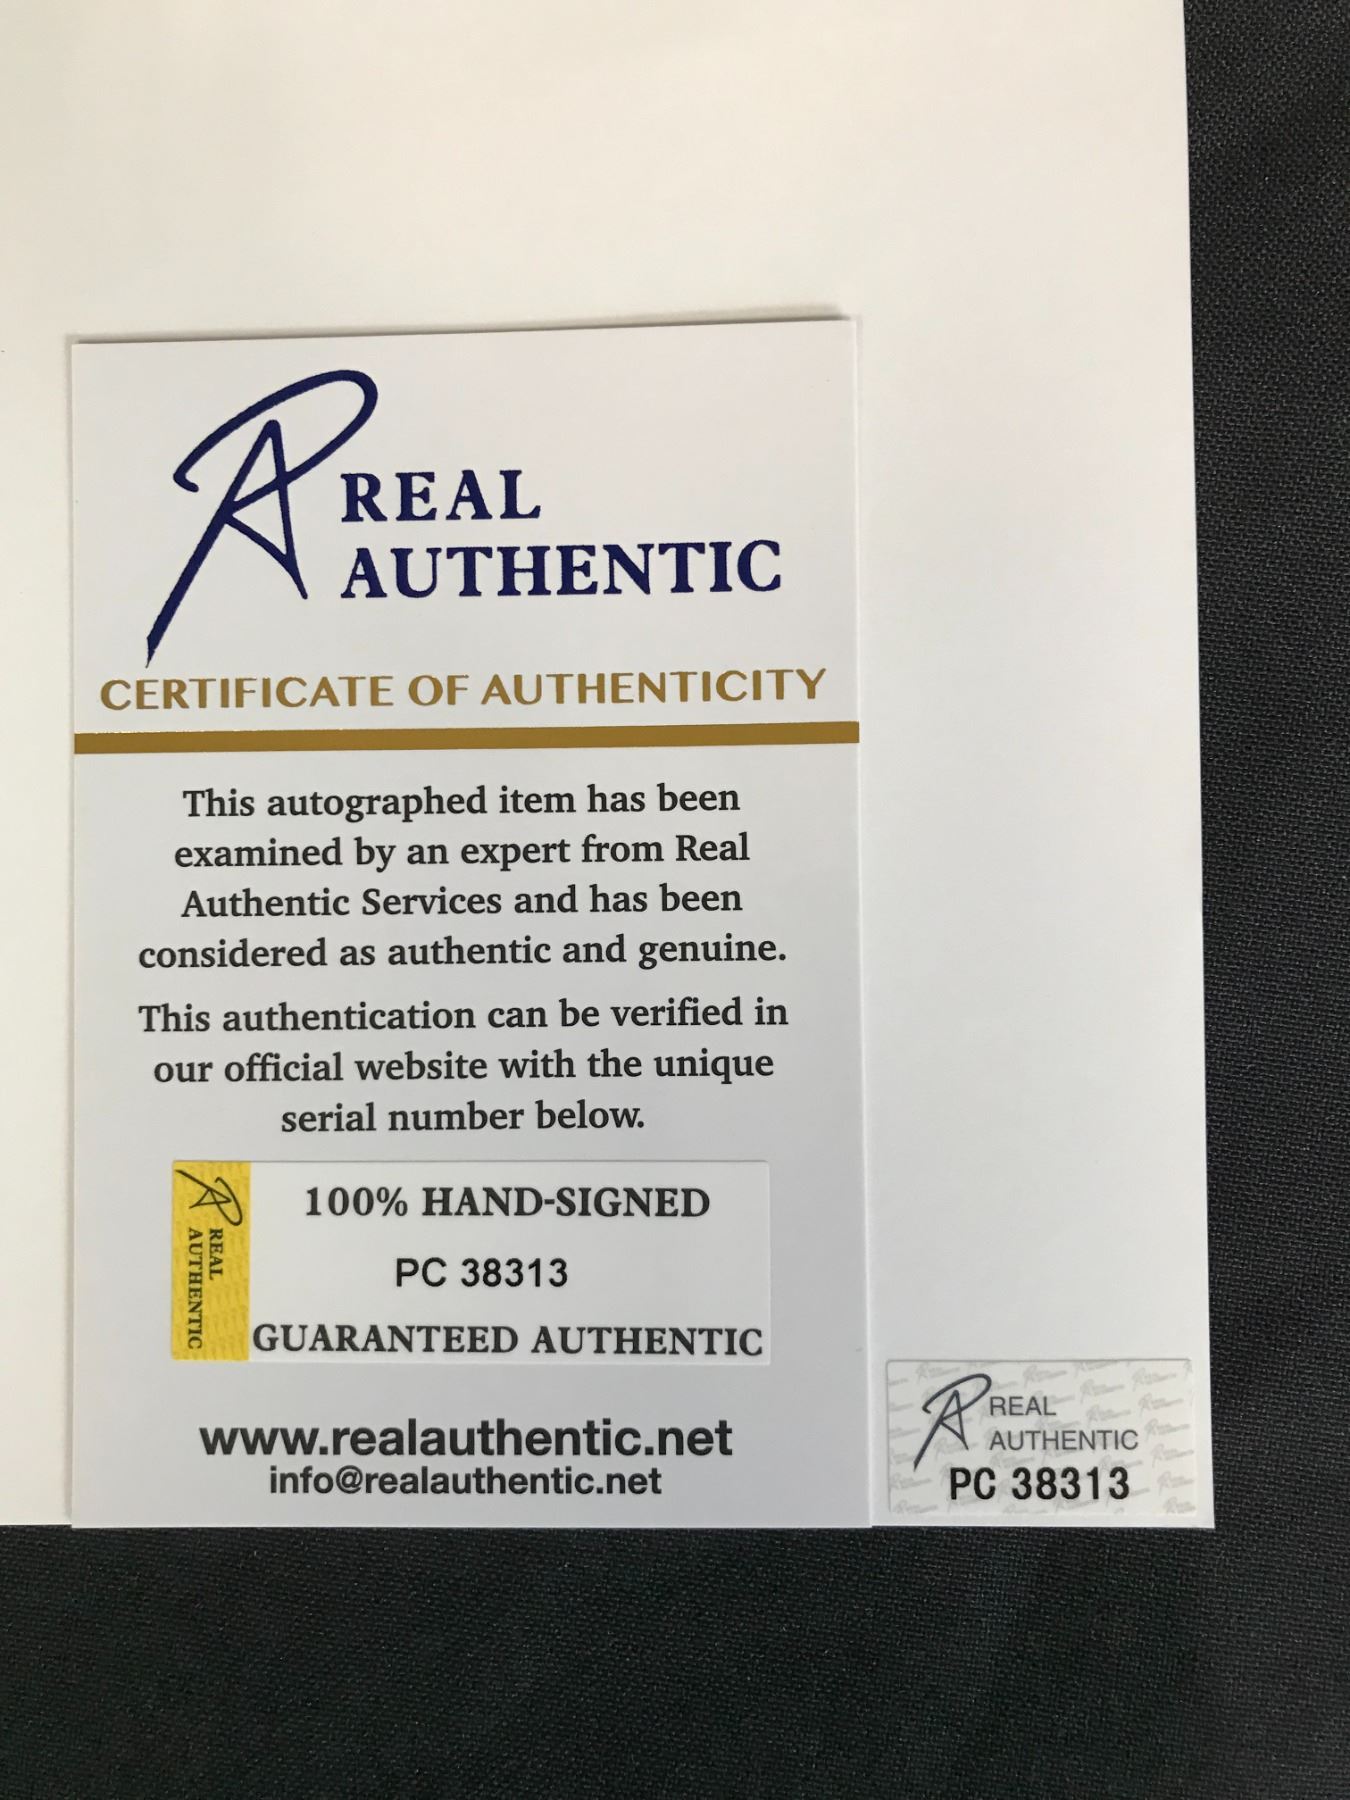 REAL
AUTHENTIC
CERTIFICATE OF AUTHENTICITY
This autographed item has been
examined by an expert from Real
Authentic Services and has been
considered as authentic and genuine.
This authentication can be verified in
our official website with the unique
serial number below.
REAL
AUTHENTIC
100% HAND-SIGNED
PC 38313
GUARANTEED AUTHENTIC
www.realauthentic.net
info@realauthentic.net
REAL
AUTHENTIC
PC 38313